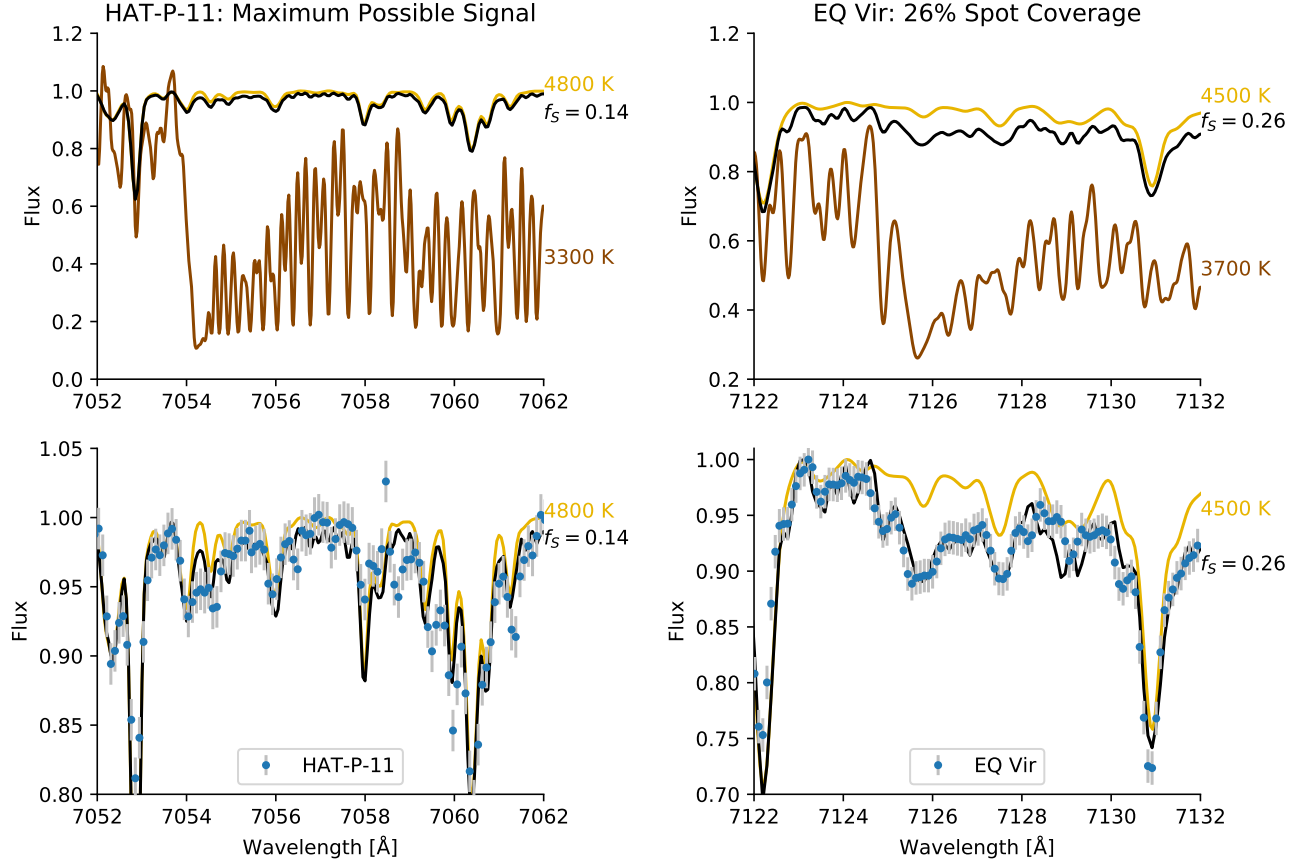 HAT-P-11: Maximum Possible Signal
1.2
1.0
0.8
0.6
0.4
0.2
0.0
Flux
4800 K
fS = 0.14
3300 K
7052 7054 7056 7058 7060 7062
EQ Vir: 26% Spot Coverage
1.2
1.0
0.8
0.6
0.4
0.2
Flux
4500 K
fS = 0.26
3700 K
7122 7124 7126 7128 7130 7132
1.05
1.00
0.95
0.90
0.85
0.80
Flux
4800 K
fS = 0.14
HAT-P-11
7052 7054 7056 7058 7060 7062
Wavelength [Å]
1.00
0.95
0.90
0.85
0.80
0.75
0.70
Flux
4500 K
fS = 0.26
EQ Vir
7122 7124 7126 7128 7130 7132
Wavelength [Å]